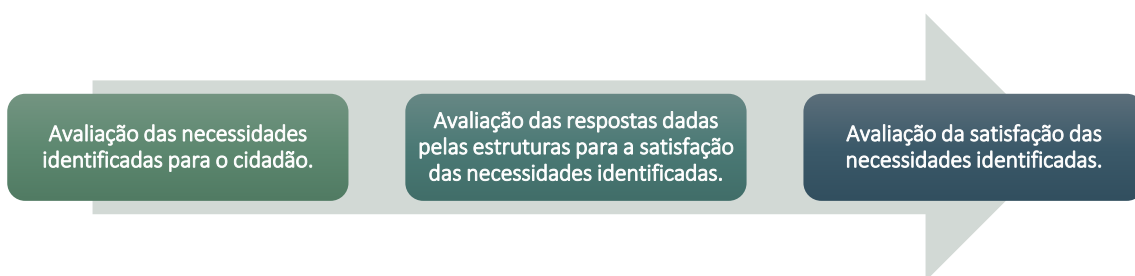 Avaliação das necessidades
identificadas para o cidadão.
Avaliação das respostas dadas
pelas estruturas para a satisfação
das necessidades identificadas.
Avaliação da satisfação das
necessidades identificadas.